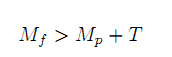 M_f > M_p + T